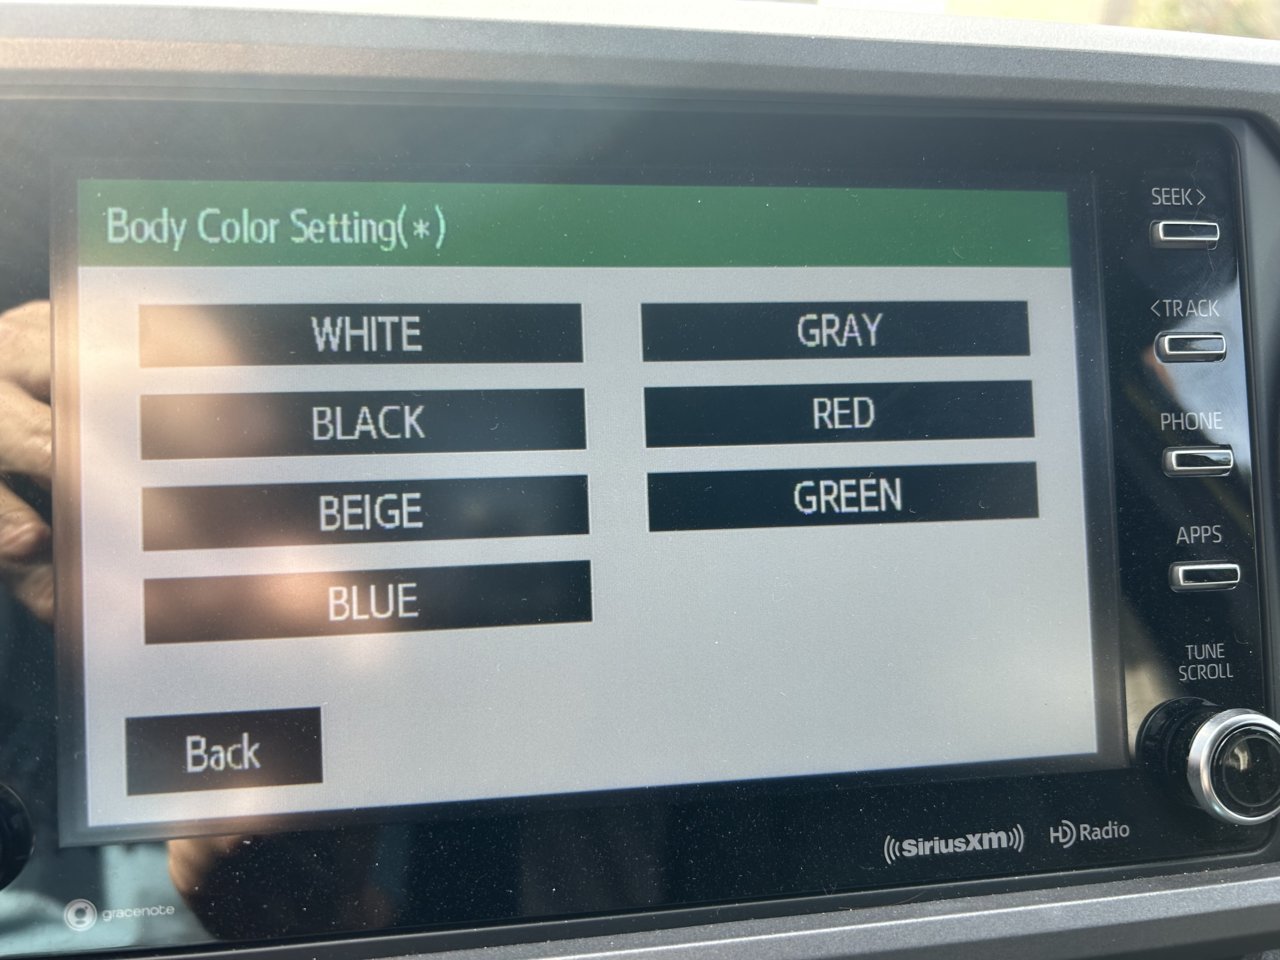 Body Color Setting(*)
WHITE
GRAY
BLACK
RED
BEIGE
GREEN
BLUE
Back
SEEK>
<TRACK
PHONE
APPS
TUNE
SCROLL
SiriusXM
HD Radio
gracenote